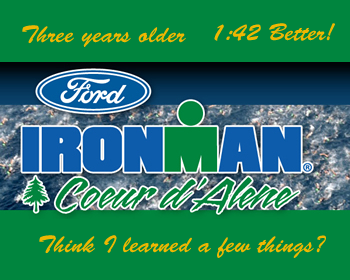 Three years older 1:42 Better!
Ford
IRONMAN®
Coeur d'Alene
Think I learned a few things?